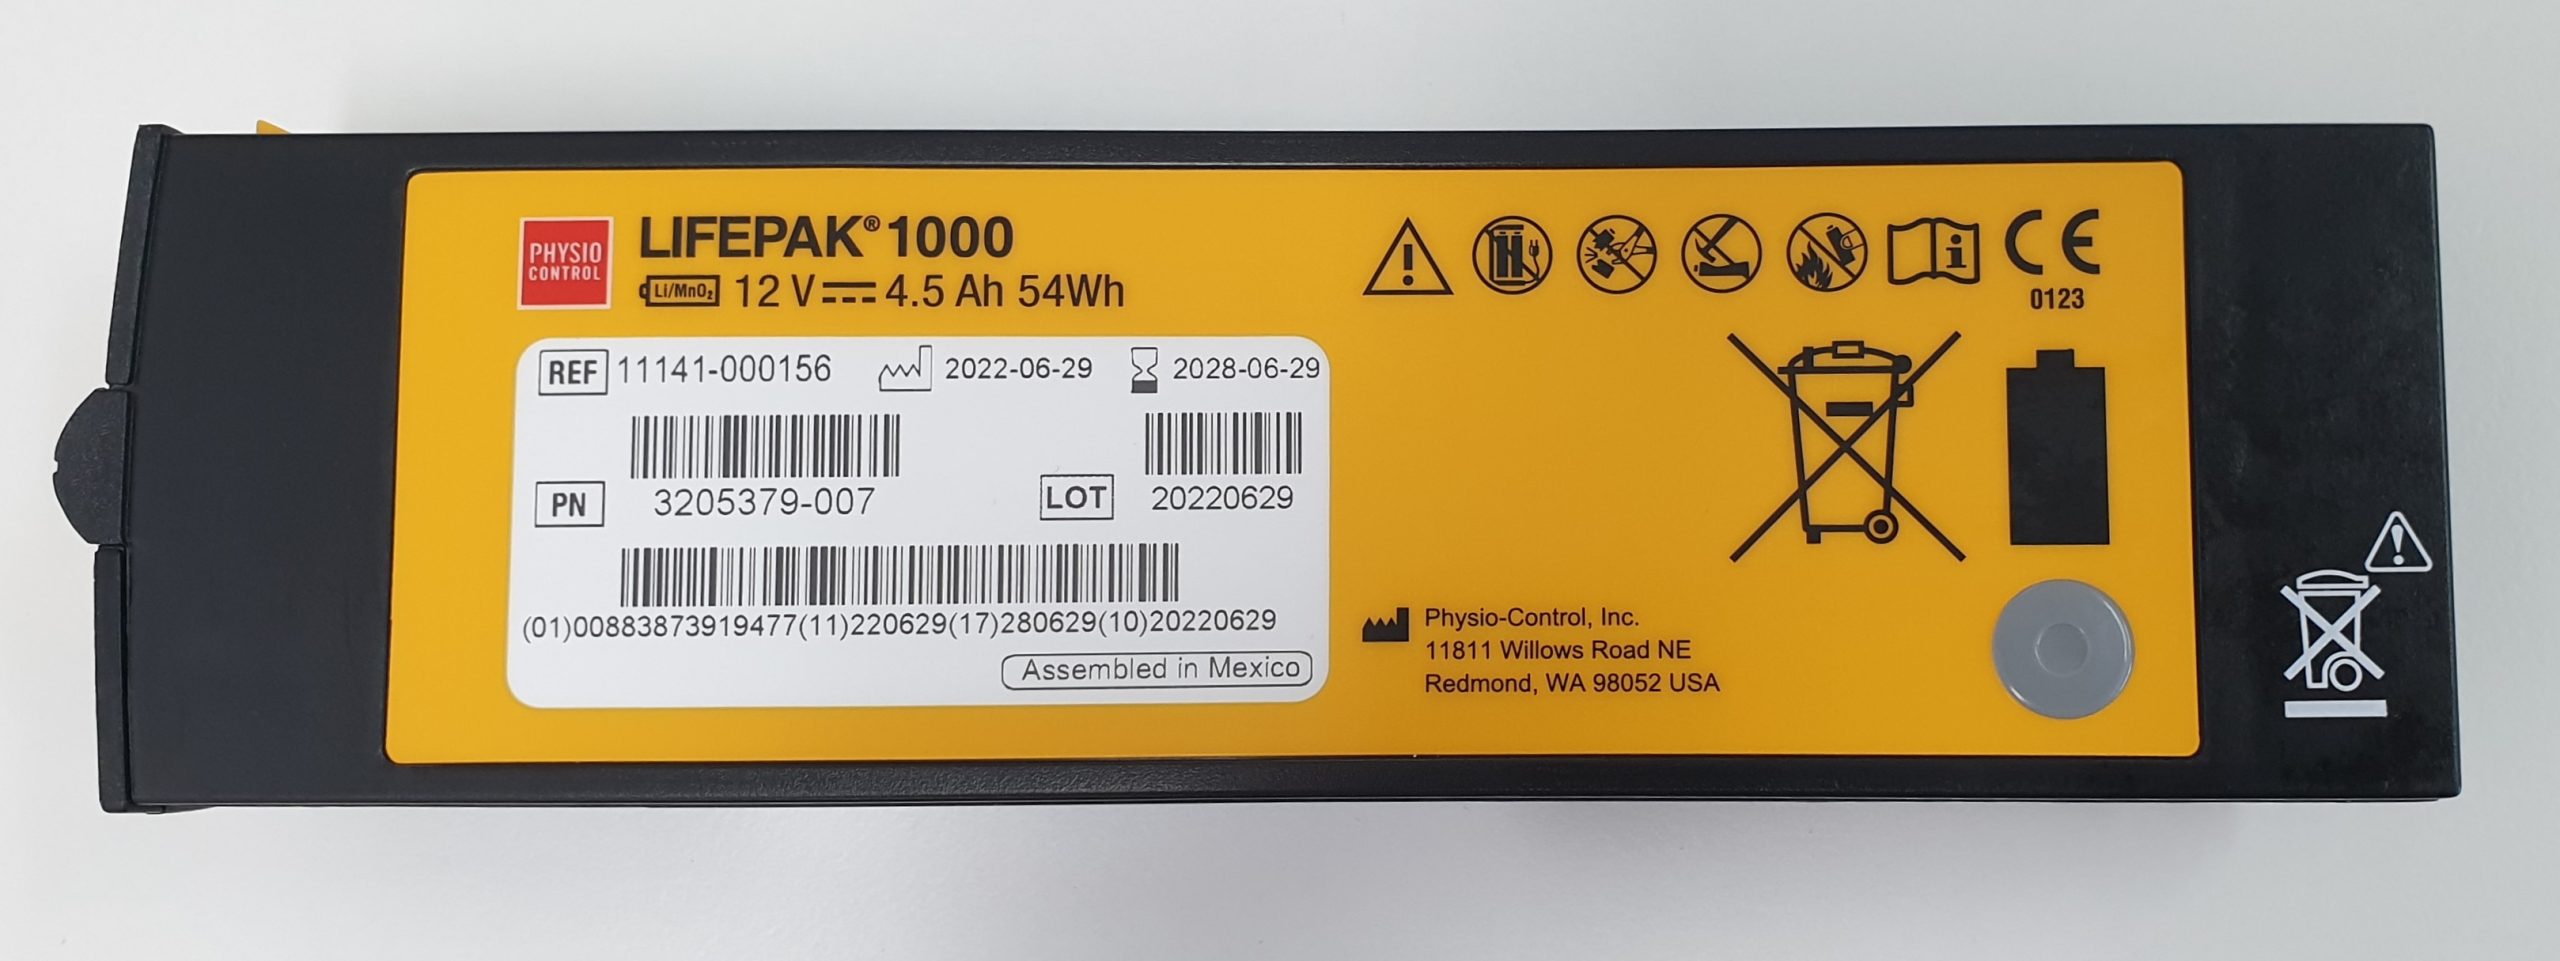 PHYSIO
CONTROL
LIFEPAK® 1000
Li/MnO₂ 12 V 4.5 Ah 54Wh
REF 11141-000156 2022-06-29 2028-06-29
PN 3205379-007 LOT 20220629
(01)00883873919477(11)220629(17)280629(10)20220629
Assembled in Mexico
CE
0123
Physio-Control, Inc.
11811 Willows Road NE
Redmond, WA 98052 USA